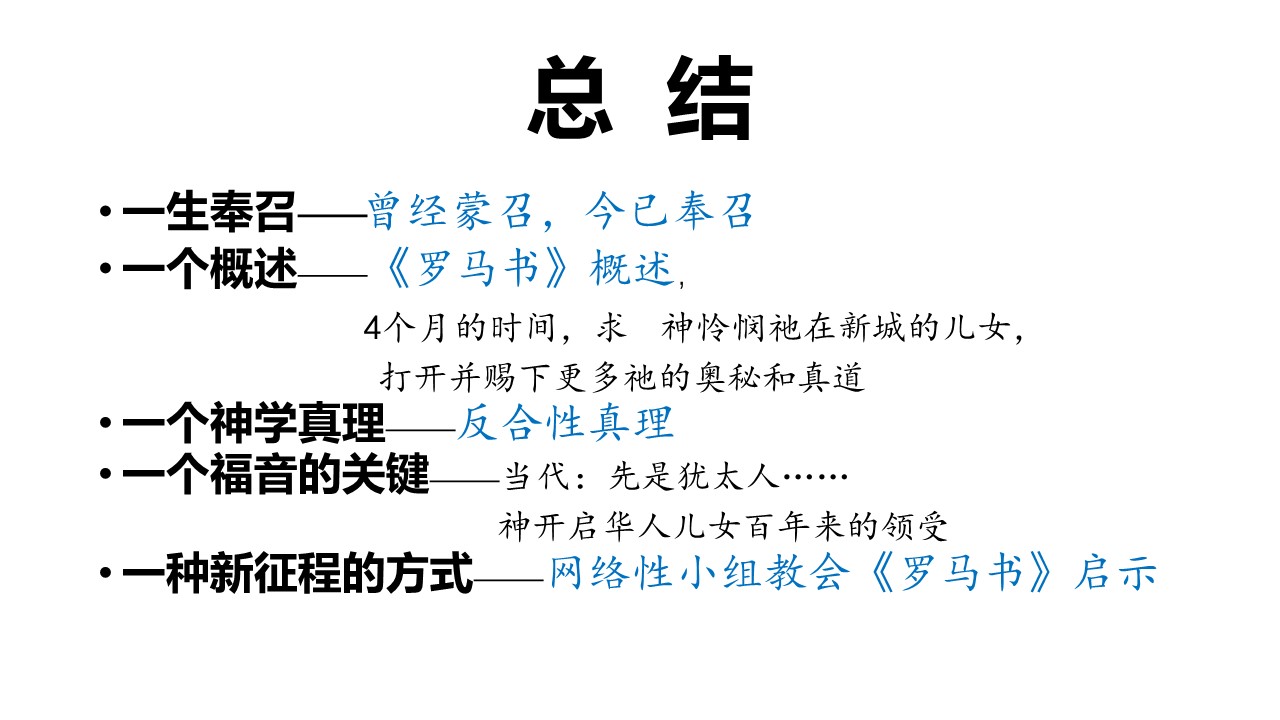 总 结
• 一生奉召——曾经蒙召，今已奉召
• 一个概述——《罗马书》概述，
4个月的时间，求 神怜悯祂在新城的儿女，
打开并赐下更多祂的奥秘和真道
• 一个神学真理——反合性真理
• 一个福音的关键——当代：先是犹太人……
神开启华人儿女百年来的领受
• 一种新征程的方式——网络性小组教会《罗马书》启示